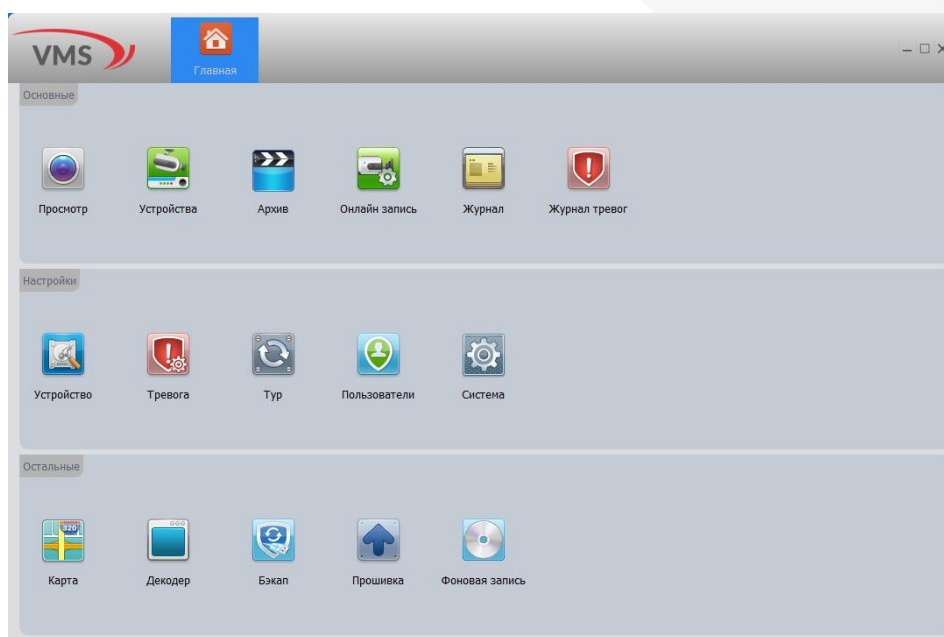 VMS
Главная
Основные
Просмотр
Устройства
Архив
Онлайн запись
Журнал
Журнал тревог
Настройки
Устройство
Тревога
Тур
Пользователи
Система
Остальные
820
Карта
Декодер
Бэкап
Прошивка
Фоновая запись